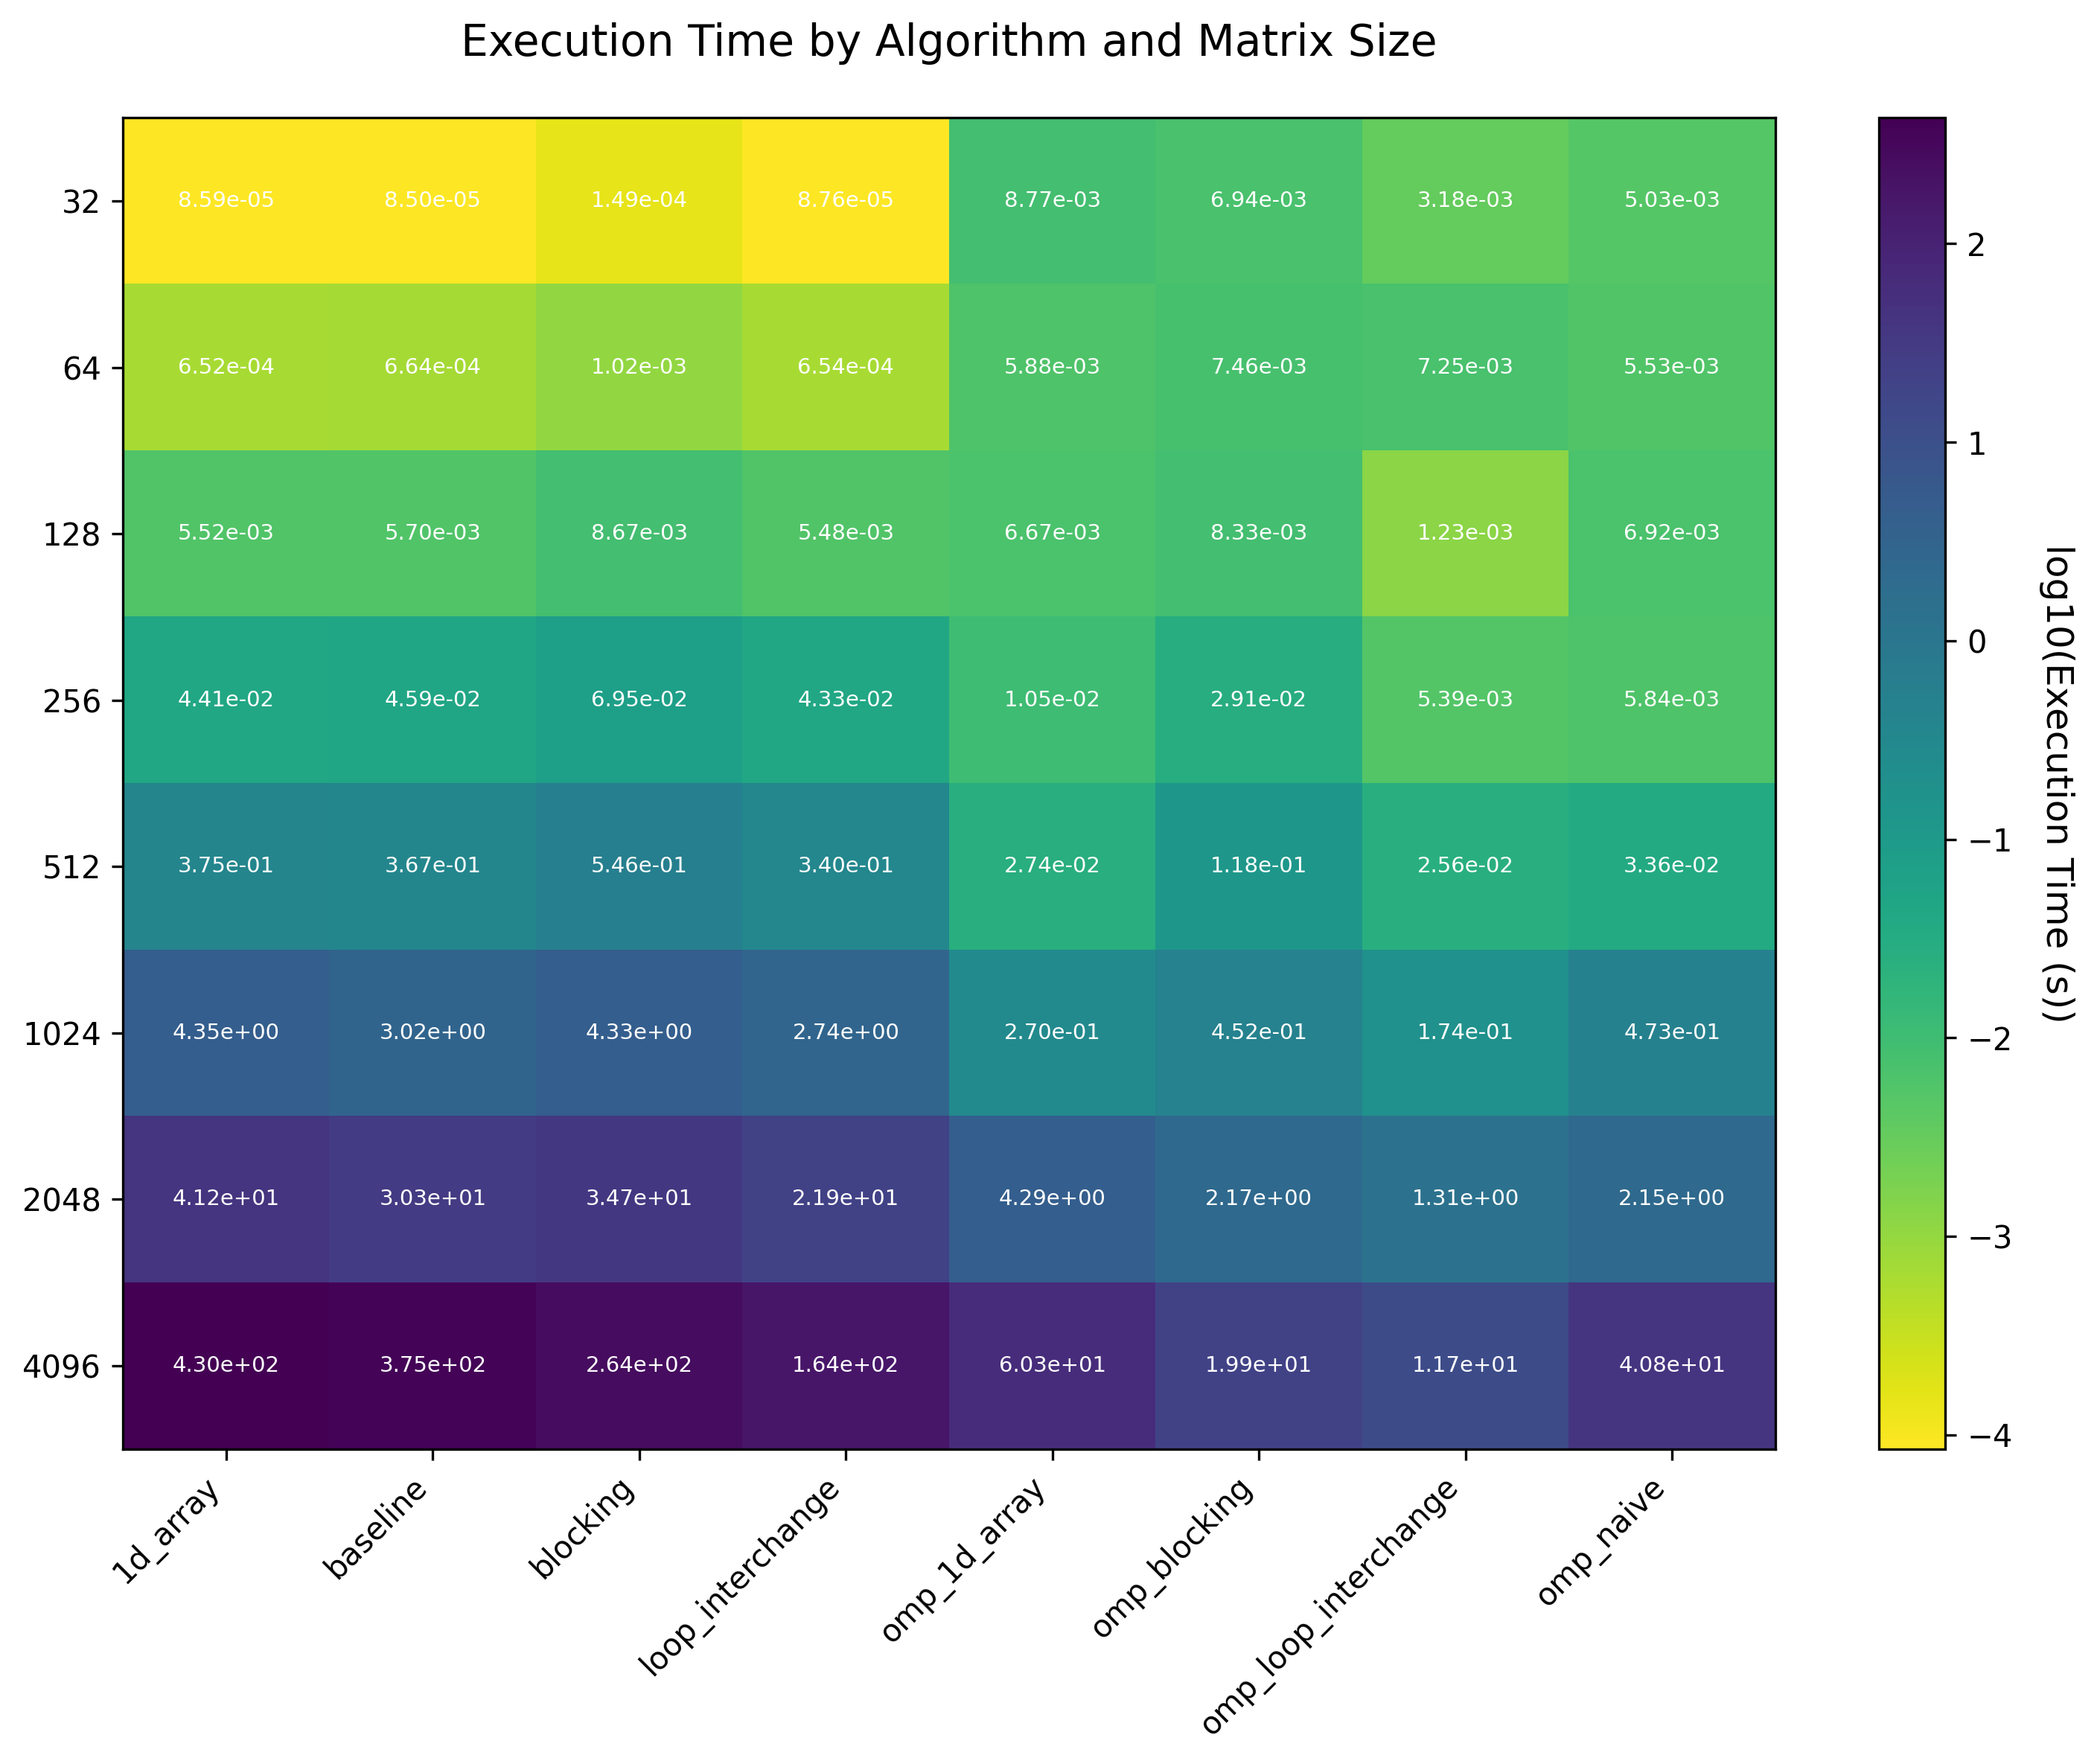 Execution Time by Algorithm and Matrix Size
32 8.59e-05 8.50e-05 1.49e-04 8.76e-05 8.77e-03 6.94e-03 3.18e-03 5.03e-03
64 6.52e-04 6.64e-04 1.02e-03 6.54e-04 5.88e-03 7.46e-03 7.25e-03 5.53e-03
128 5.52e-03 5.70e-03 8.67e-03 5.48e-03 6.67e-03 8.33e-03 1.23e-03 6.92e-03
256 4.41e-02 4.59e-02 6.95e-02 4.33e-02 1.05e-02 2.91e-02 5.39e-03 5.84e-03
512 3.75e-01 3.67e-01 5.46e-01 3.40e-01 2.74e-02 1.18e-01 2.56e-02 3.36e-02
1024 4.35e+00 3.02e+00 4.33e+00 2.74e+00 2.70e-01 4.52e-01 1.74e-01 4.73e-01
2048 4.12e+01 3.03e+01 3.47e+01 2.19e+01 4.29e+00 2.17e+00 1.31e+00 2.15e+00
4096 4.30e+02 3.75e+02 2.64e+02 1.64e+02 6.03e+01 1.99e+01 1.17e+01 4.08e+01
1d_array
baseline
blocking
loop_interchange
omp_1d_array
omp_blocking
omp_loop_interchange
omp_naive
2
1
0
−1
−2
−3
−4
log10(Execution Time (s))